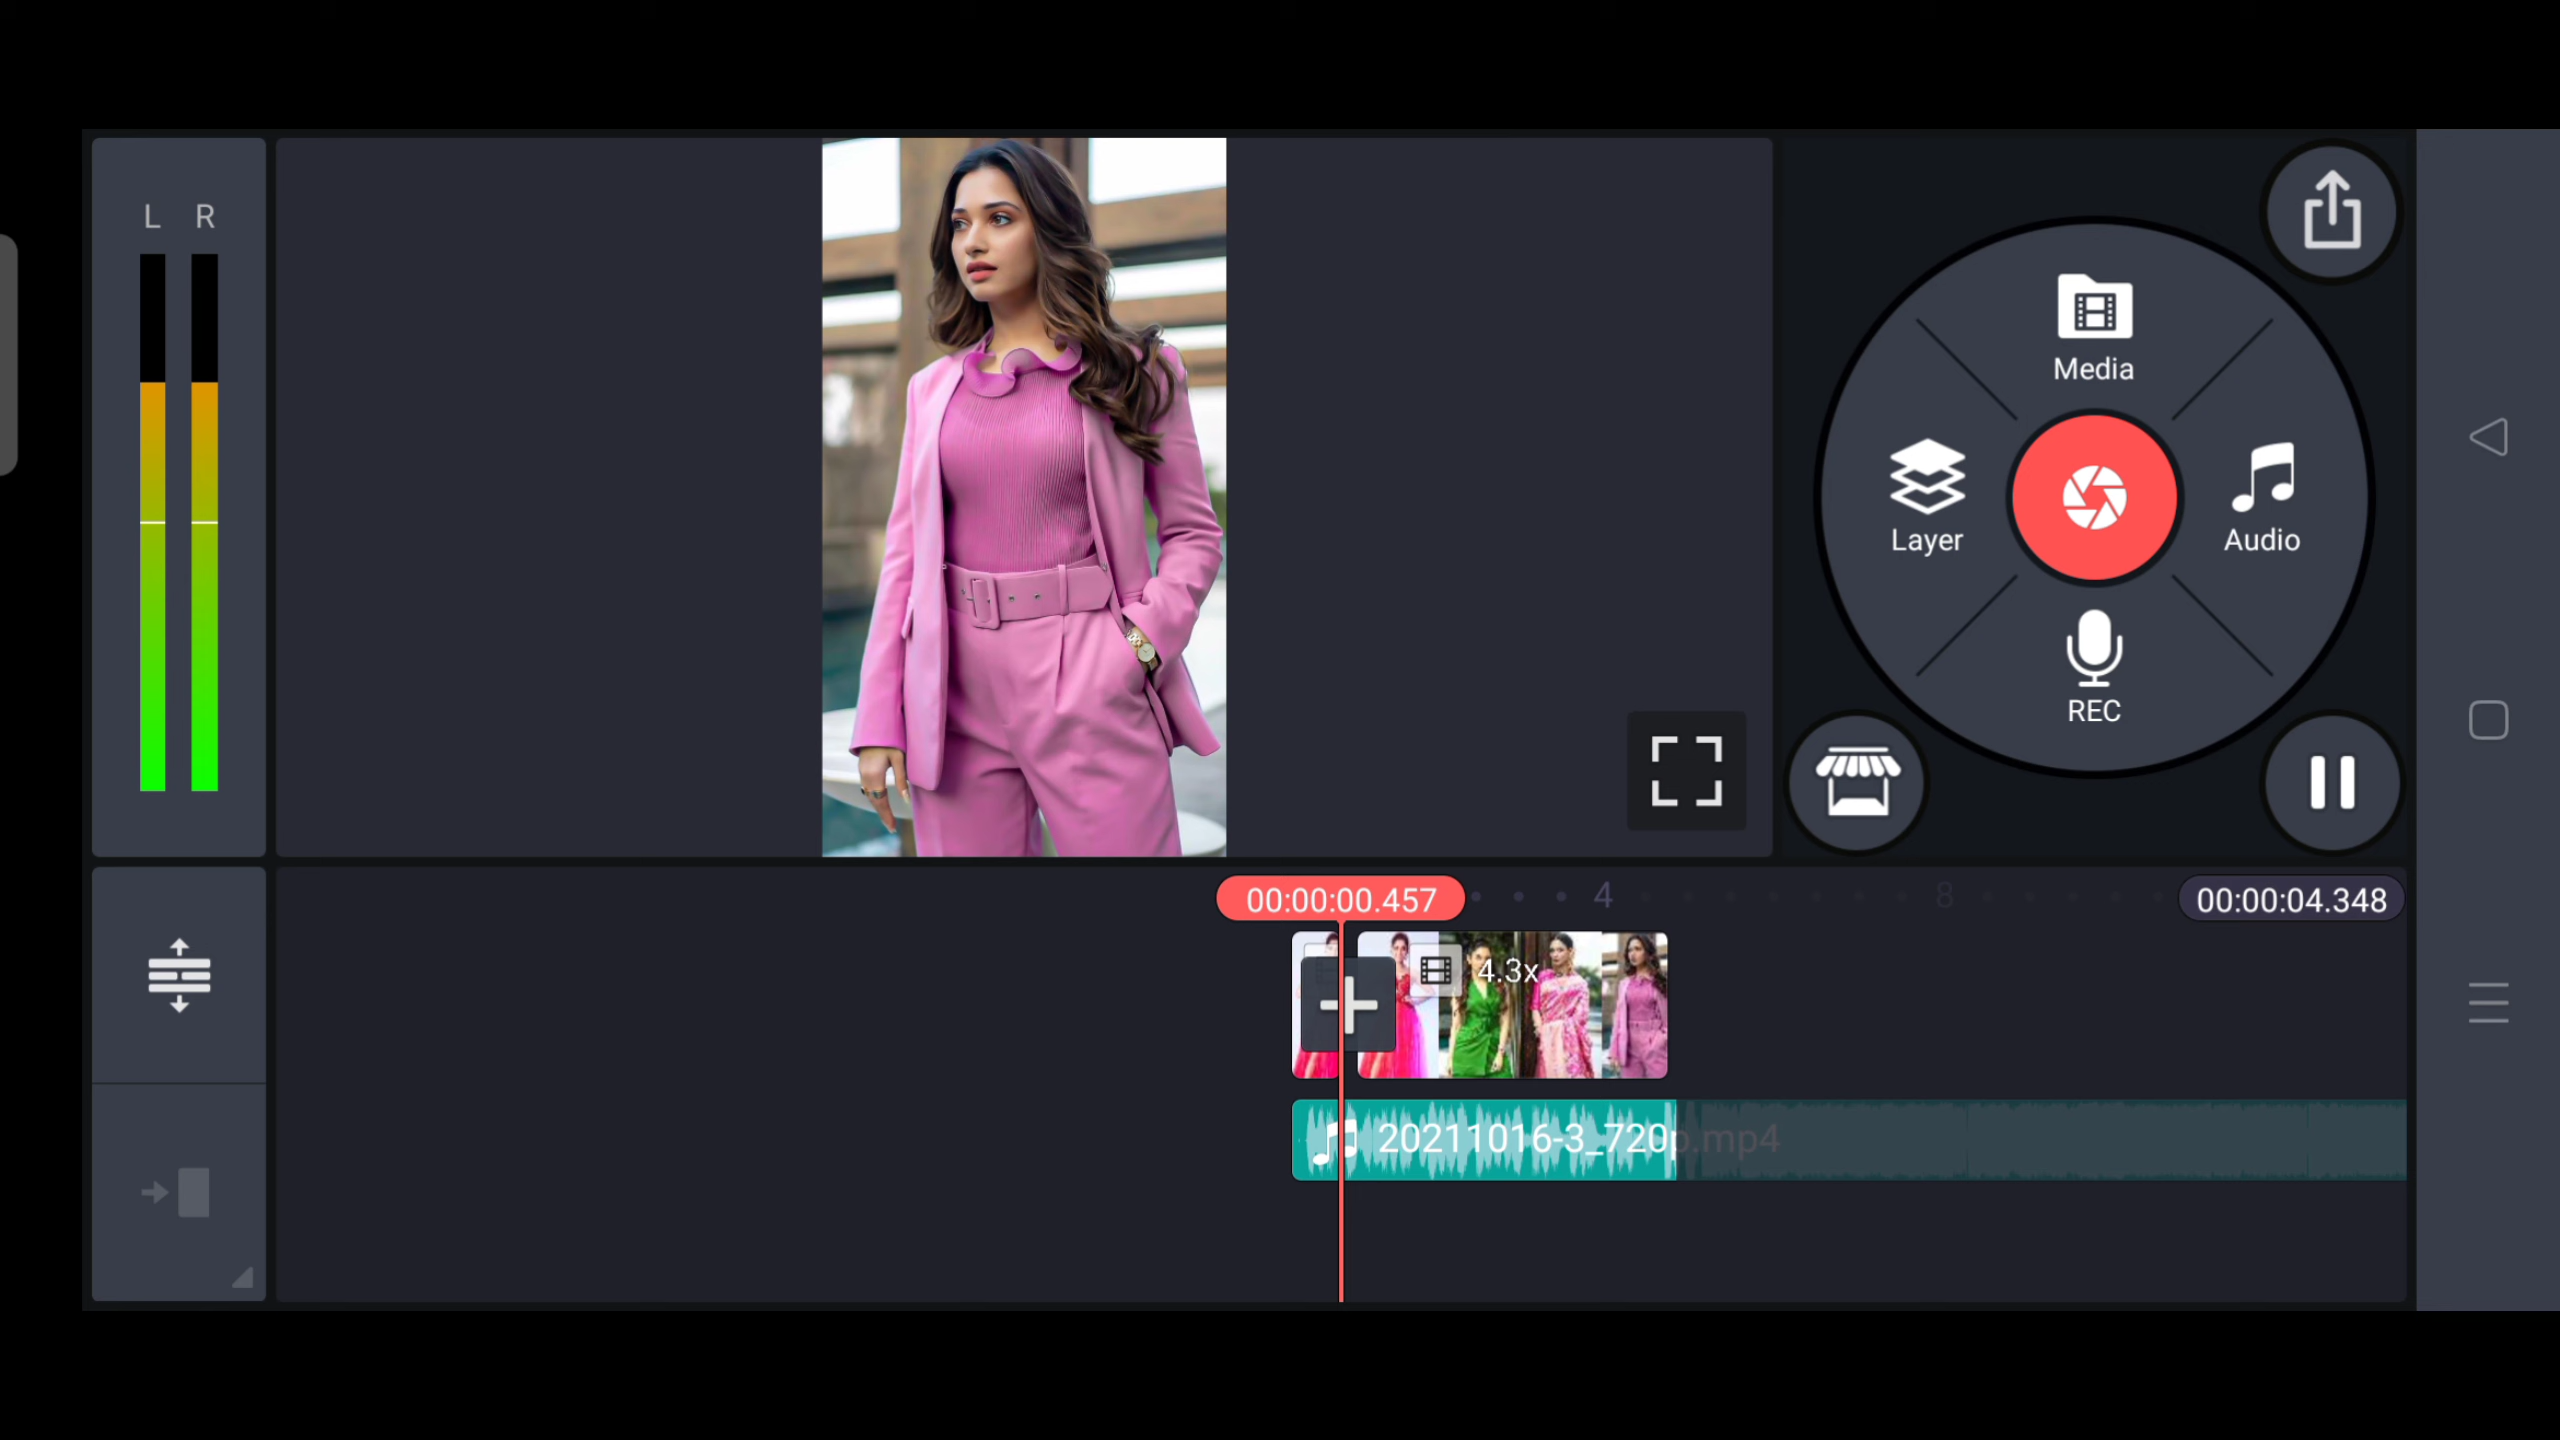 L R
Media
Layer
Audio
REC
00:00:00.457
4
8
00:00:04.348
4.3x
20211016-3_720p.mp4